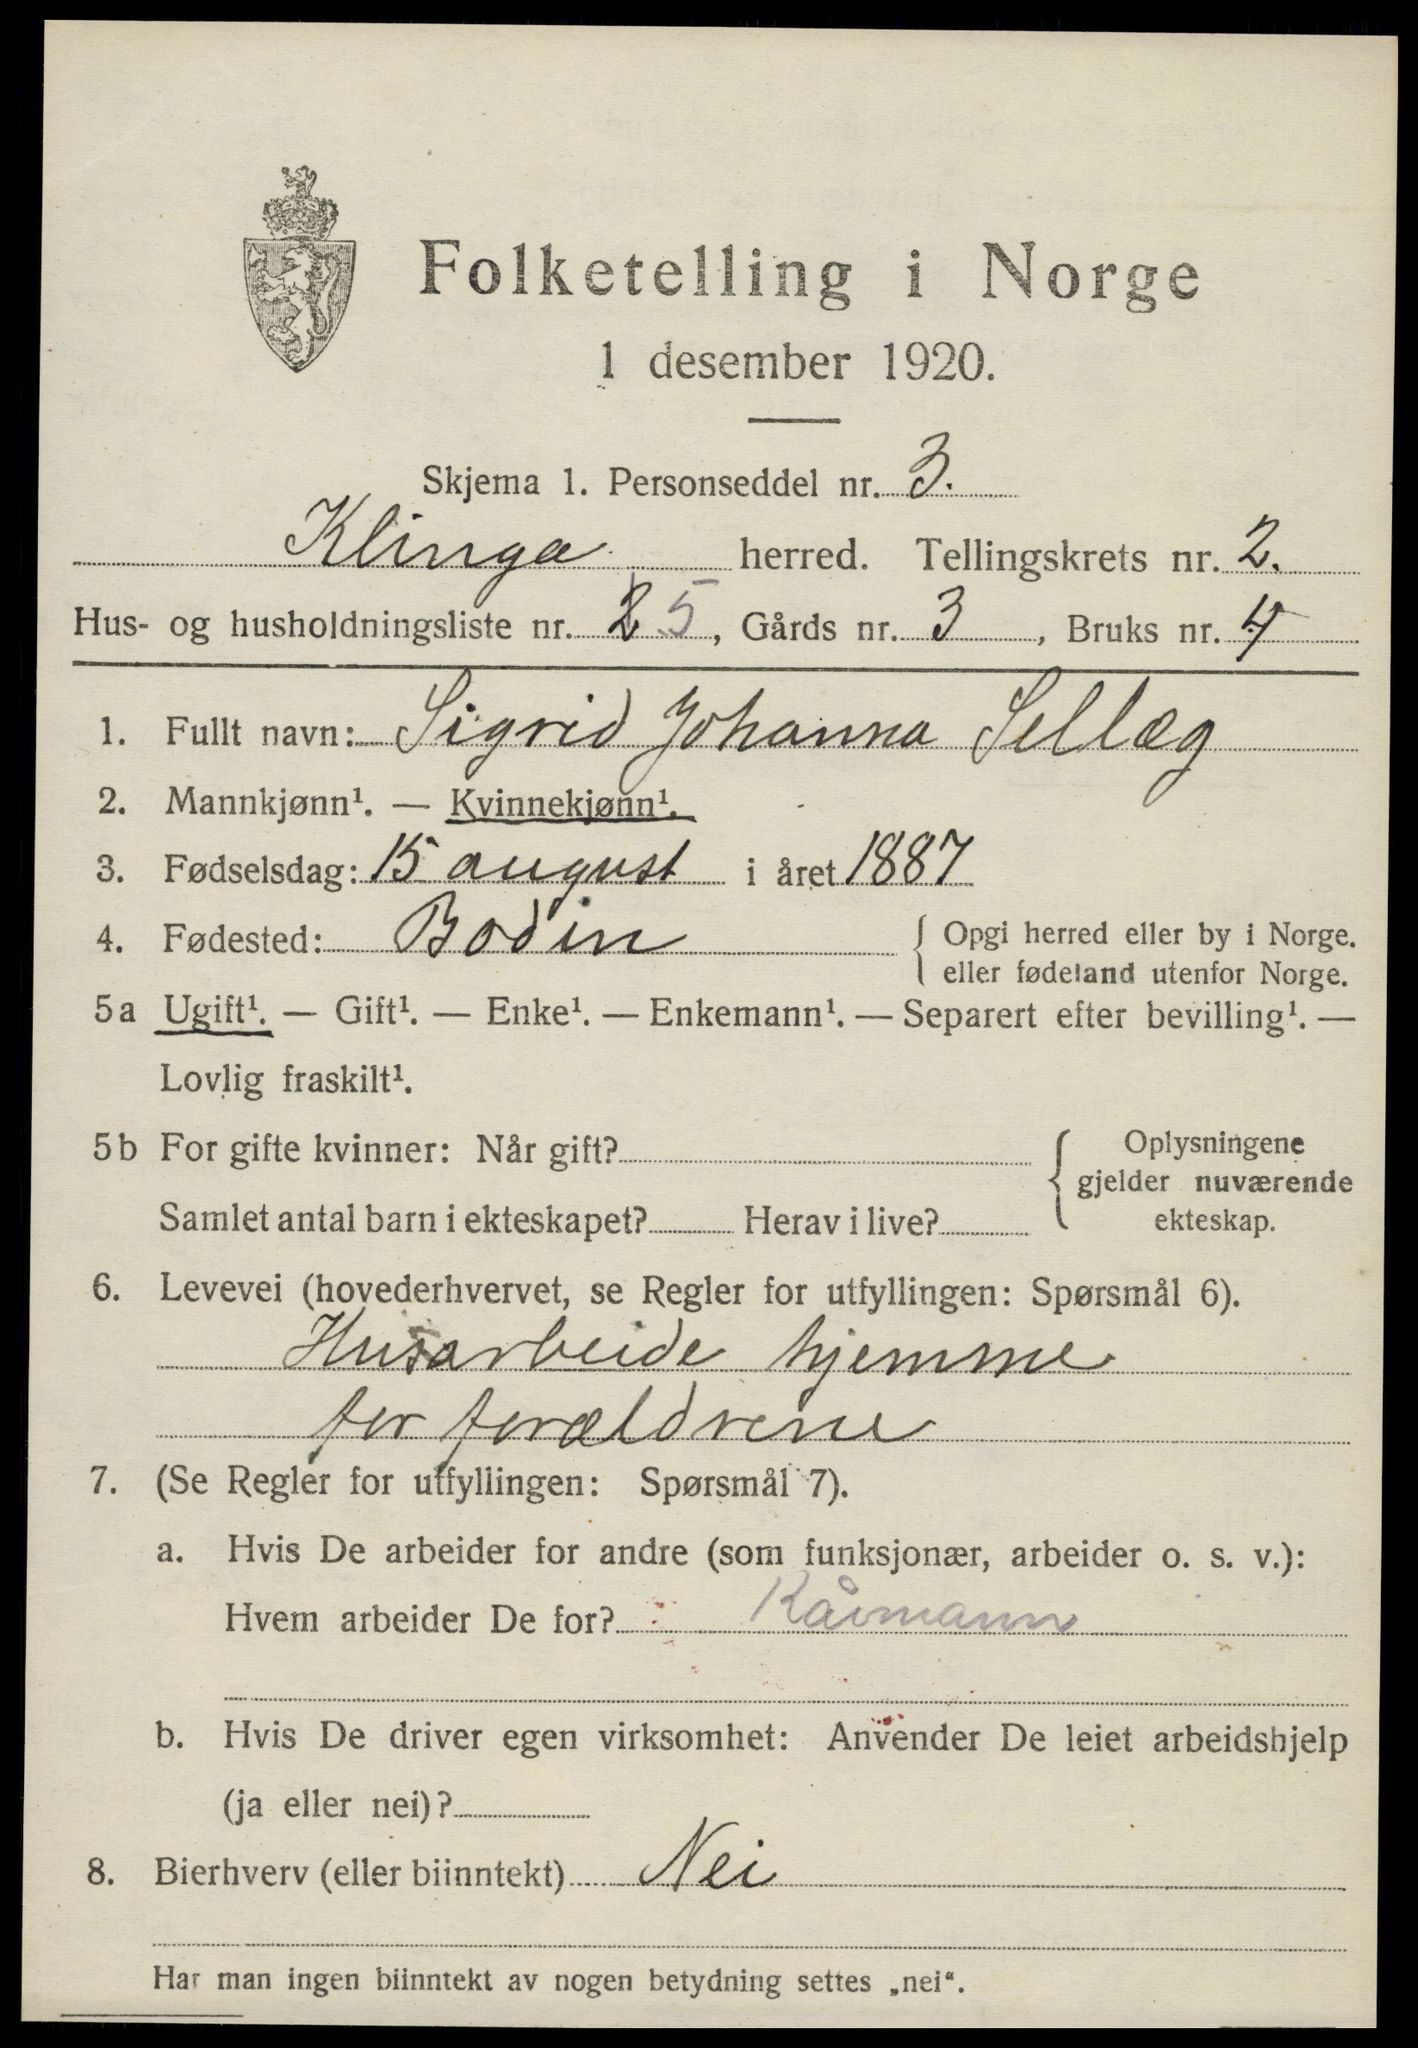 Folketelling i Norge
1 desember 1920.
Skjema 1. Personseddel nr. 3.
Klinga herred. Tellingskrets nr. 2.
Hus- og husholdningsliste nr. 5, Gårds nr. 3, Bruks nr. 4
1. Fullt navn: Sigrid Johanna Sellæg
2. Mannkjønn¹. — Kvinnekjønn¹.
3. Fødselsdag: 15 august i året 1887
4. Fødested: Bodin { Opgi herred eller by i Norge.
eller fødeland utenfor Norge.
5a Ugift¹. — Gift¹. — Enke¹. — Enkemann¹. — Separert efter bevilling¹. —
Lovlig fraskilt¹.
5b For gifte kvinner: Når gift? { Oplysningene
gjelder nuværende
Samlet antal barn i ekteskapet? Herav i live? ekteskap.
6. Levevei (hovederhvervet, se Regler for utfyllingen: Spørsmål 6).
Husarbeide hjemme
for forældrene
7. (Se Regler for utfyllingen: Spørsmål 7).
a. Hvis De arbeider for andre (som funksjonær, arbeider o. s. v.):
Hvem arbeider De for?
b. Hvis De driver egen virksomhet: Anvender De leiet arbeidshjelp
(ja eller nei)?
8. Bierhverv (eller biinntekt) Nei
Har man ingen biinntekt av nogen betydning settes „nei“.